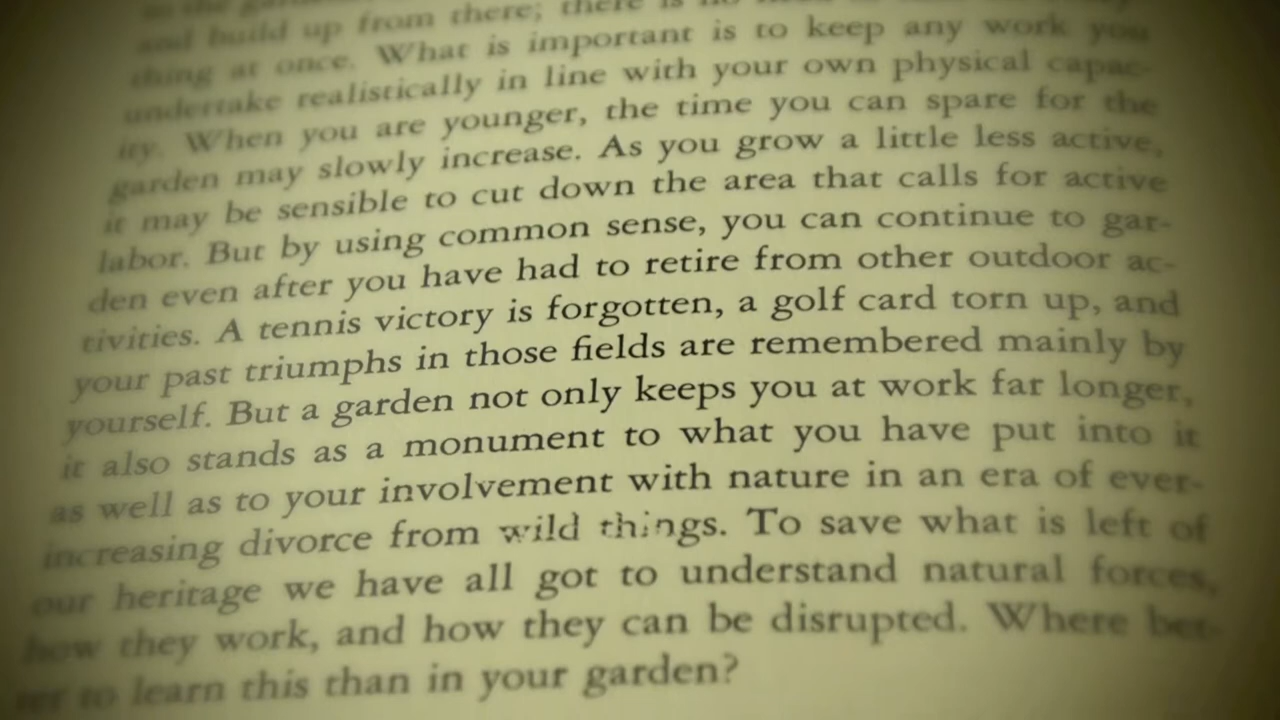 and build up from there; there is no
thing at once. What is important is to keep any work you
undertake realistically in line with your own physical capac-
ity. When you are younger, the time you can spare for the
garden may slowly increase. As you grow a little less active,
it may be sensible to cut down the area that calls for active
labor. But by using common sense, you can continue to gar-
den even after you have had to retire from other outdoor ac-
tivities. A tennis victory is forgotten, a golf card torn up, and
your past triumphs in those fields are remembered mainly by
yourself. But a garden not only keeps you at work far longer,
it also stands as a monument to what you have put into it
as well as to your involvement with nature in an era of ever-
increasing divorce from wild things. To save what is left of
our heritage we have all got to understand natural forces,
how they work, and how they can be disrupted. Where bet-
ter to learn this than in your garden?